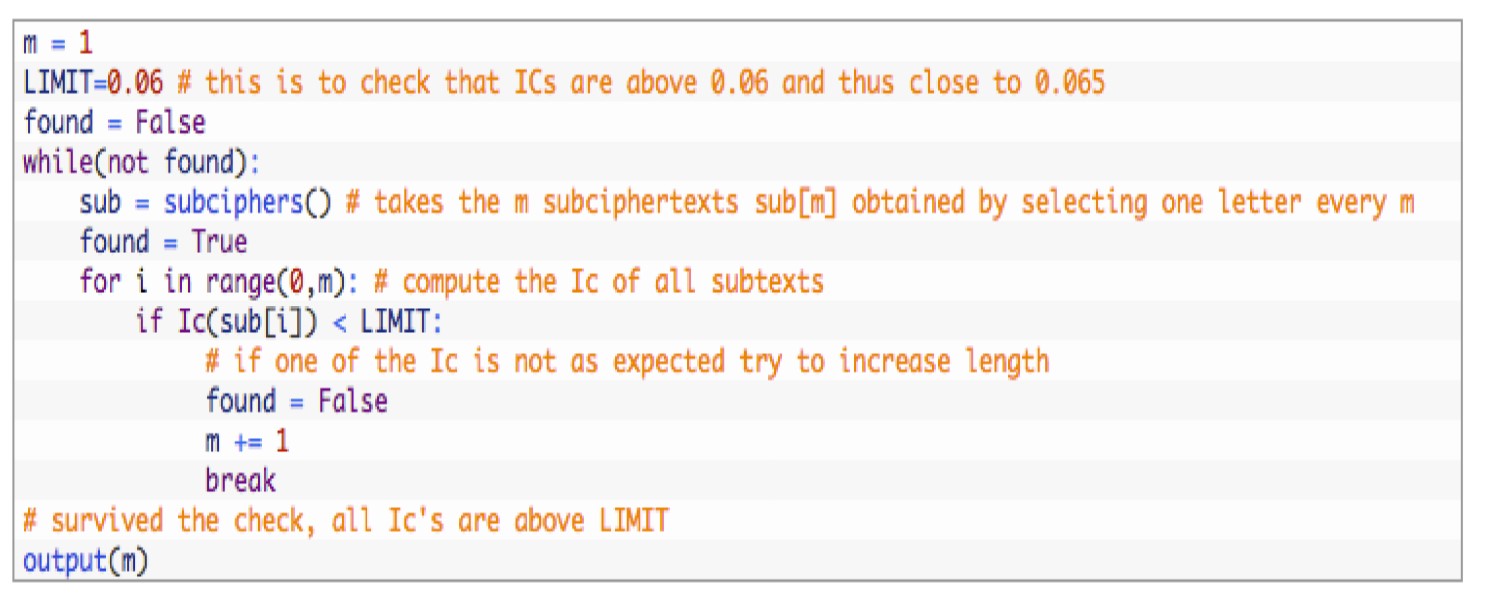 m = 1
LIMIT=0.06 # this is to check that ICs are above 0.06 and thus close to 0.065
found = False
while(not found):
    sub = subciphers() # takes the m subciphertexts sub[m] obtained by selecting one letter every m
    found = True
    for i in range(0,m): # compute the Ic of all subtexts
        if Ic(sub[i]) < LIMIT:
             # if one of the Ic is not as expected try to increase length
             found = False
             m += 1
             break
# survived the check, all Ic's are above LIMIT
output(m)